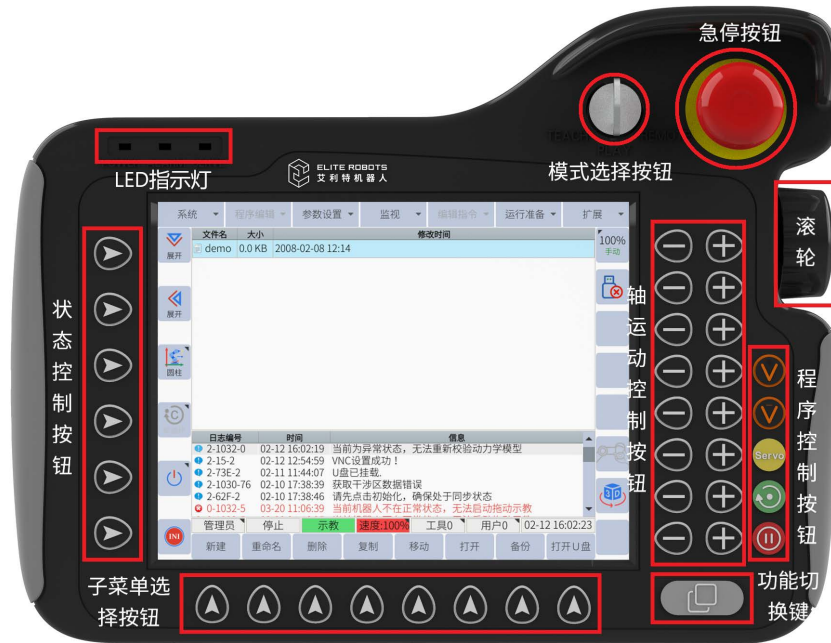 急停按钮
TEACH
LED指示灯
ELITE ROBOTS
艾利特机器人
模式选择按钮
系统 程序编辑 参数设置 监视 编辑指令 运行准备 扩展
文件名 大小 修改时间
demo 0.0 KB 2008-02-08 12:14
展开
100%
手动
展开
圆柱
状态控制按钮
轴运动控制按钮
滚轮
程序控制按钮
V
V
Servo
日志编号 时间 信息
2-1032-0 02-12 16:02:19 当前为异常状态，无法重新校验动力学模型
2-15-2 02-12 12:54:59 VNC设置成功！
2-73E-2 02-11 11:44:07 U盘已挂载.
2-1030-76 02-10 17:38:39 获取干涉区数据错误
2-62F-2 02-10 17:38:46 请先点击初始化，确保处于同步状态
0-1032-5 03-20 11:06:39 当前机器人不在正常状态，无法启动拖动示教
3D
INI
管理员 停止 示教 速度:100% 工具0 用户0 02-12 16:02:23
新建 重命名 删除 复制 移动 打开 备份 打开U盘
子菜单选
择按钮
功能切
换键